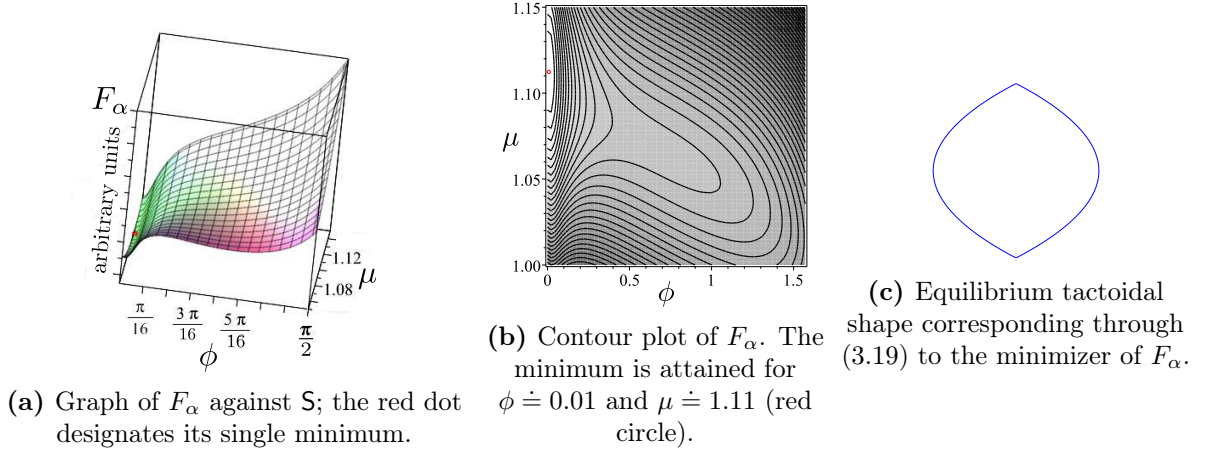 F_α
arbitrary units
1.12
1.08
μ
π/16
3π/16
5π/16
π/2
ϕ
(a) Graph of F_α against S; the red dot
designates its single minimum.
1.15
1.10
μ
1.05
1.00
0
0.5
1
1.5
ϕ
(b) Contour plot of F_α. The
minimum is attained for
ϕ ≐ 0.01 and μ ≐ 1.11 (red
circle).
(c) Equilibrium tactoidal
shape corresponding through
(3.19) to the minimizer of F_α.